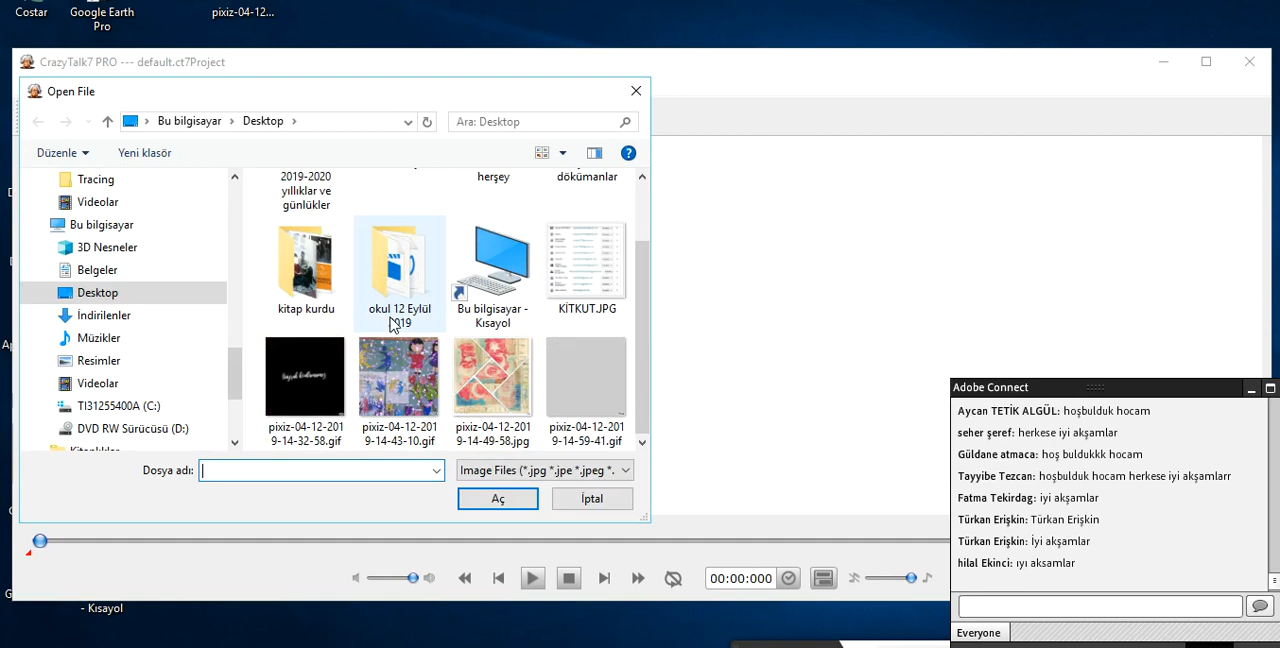 Costar
Google Earth
Pro
pixiz-04-12...
CrazyTalk7 PRO --- default.ct7Project
Open File
Bu bilgisayar
Desktop
Ara: Desktop
Düzenle
Yeni klasör
Tracing
Videolar
Bu bilgisayar
3D Nesneler
Belgeler
Desktop
İndirilenler
Müzikler
Resimler
Videolar
TI31255400A (C:)
DVD RW Sürücüsü (D:)
2019-2020
yıllıklar ve
günlükler
herşey
dökümanlar
kitap kurdu
okul 12 Eylül
2019
Bu bilgisayar -
Kısayol
KİTKUT.JPG
pixiz-04-12-201
9-14-32-58.gif
pixiz-04-12-201
9-14-43-10.gif
pixiz-04-12-201
9-14-49-58.jpg
pixiz-04-12-201
9-14-59-41.gif
Dosya adı:
Image Files (*.jpg *.jpe *.jpeg *.
Aç
İptal
00:00:000
- Kısayol
Adobe Connect
Aycan TETİK ALGÜL: hoşbulduk hocam
seher şeref: herkese iyi akşamlar
Güldane atmaca: hoş buldukkk hocam
Tayyibe Tezcan: hoşbulduk hocam herkese iyi akşamlarr
Fatma Tekirdag: iyi akşamlar
Türkan Erişkin: Türkan Erişkin
Türkan Erişkin: İyi akşamlar
hilal Ekinci: ıyı aksamlar
Everyone